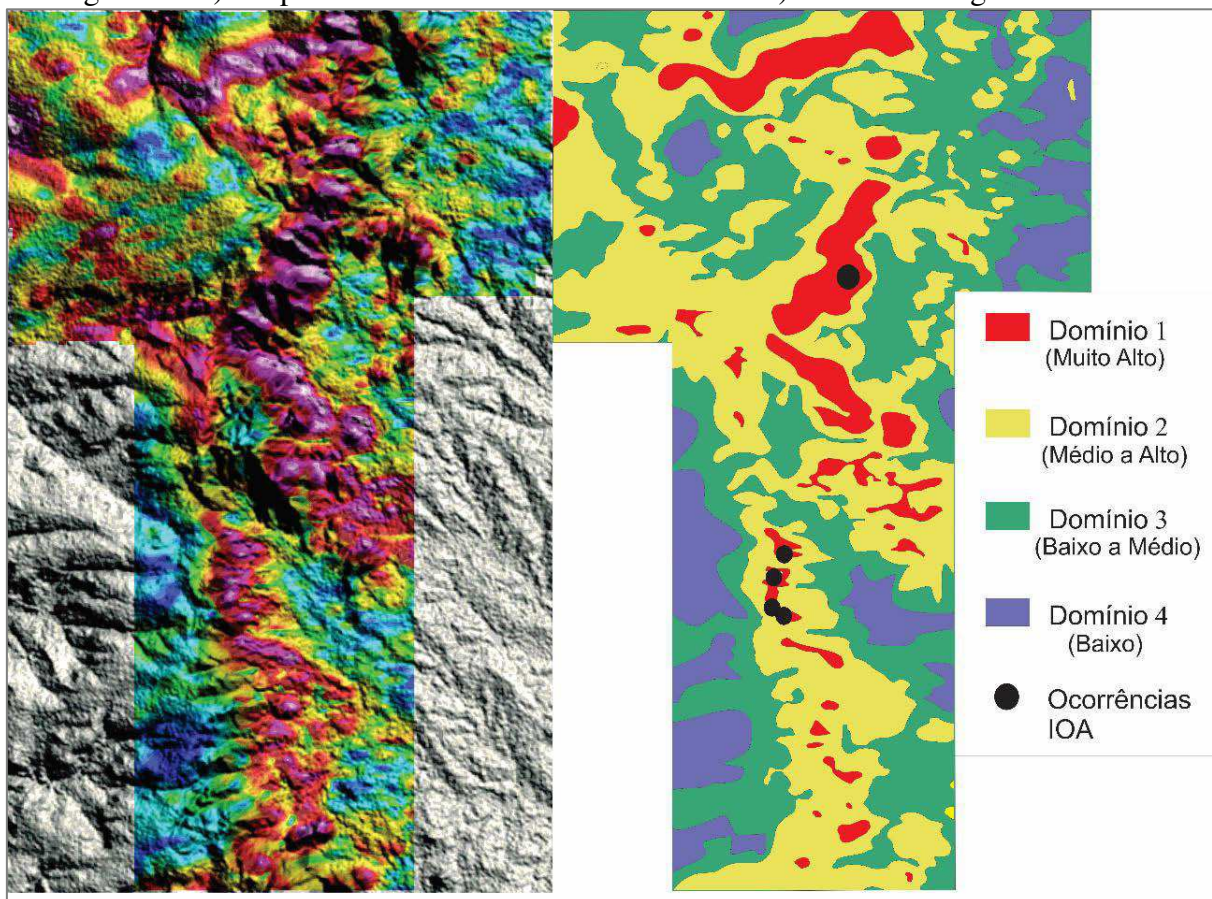 Domínio 1
(Muito Alto)
Domínio 2
(Médio a Alto)
Domínio 3
(Baixo a Médio)
Domínio 4
(Baixo)
Ocorrências
IOA